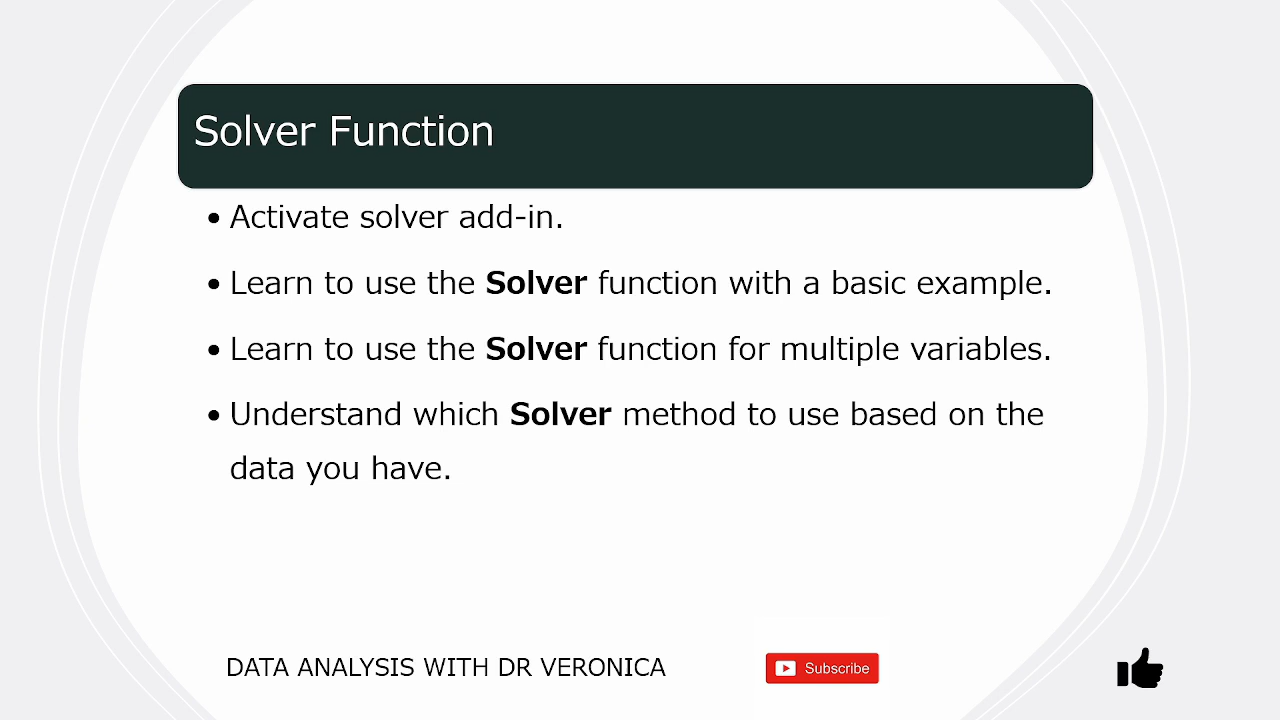 Solver Function
• Activate solver add-in.
• Learn to use the Solver function with a basic example.
• Learn to use the Solver function for multiple variables.
• Understand which Solver method to use based on the
data you have.
DATA ANALYSIS WITH DR VERONICA
Subscribe